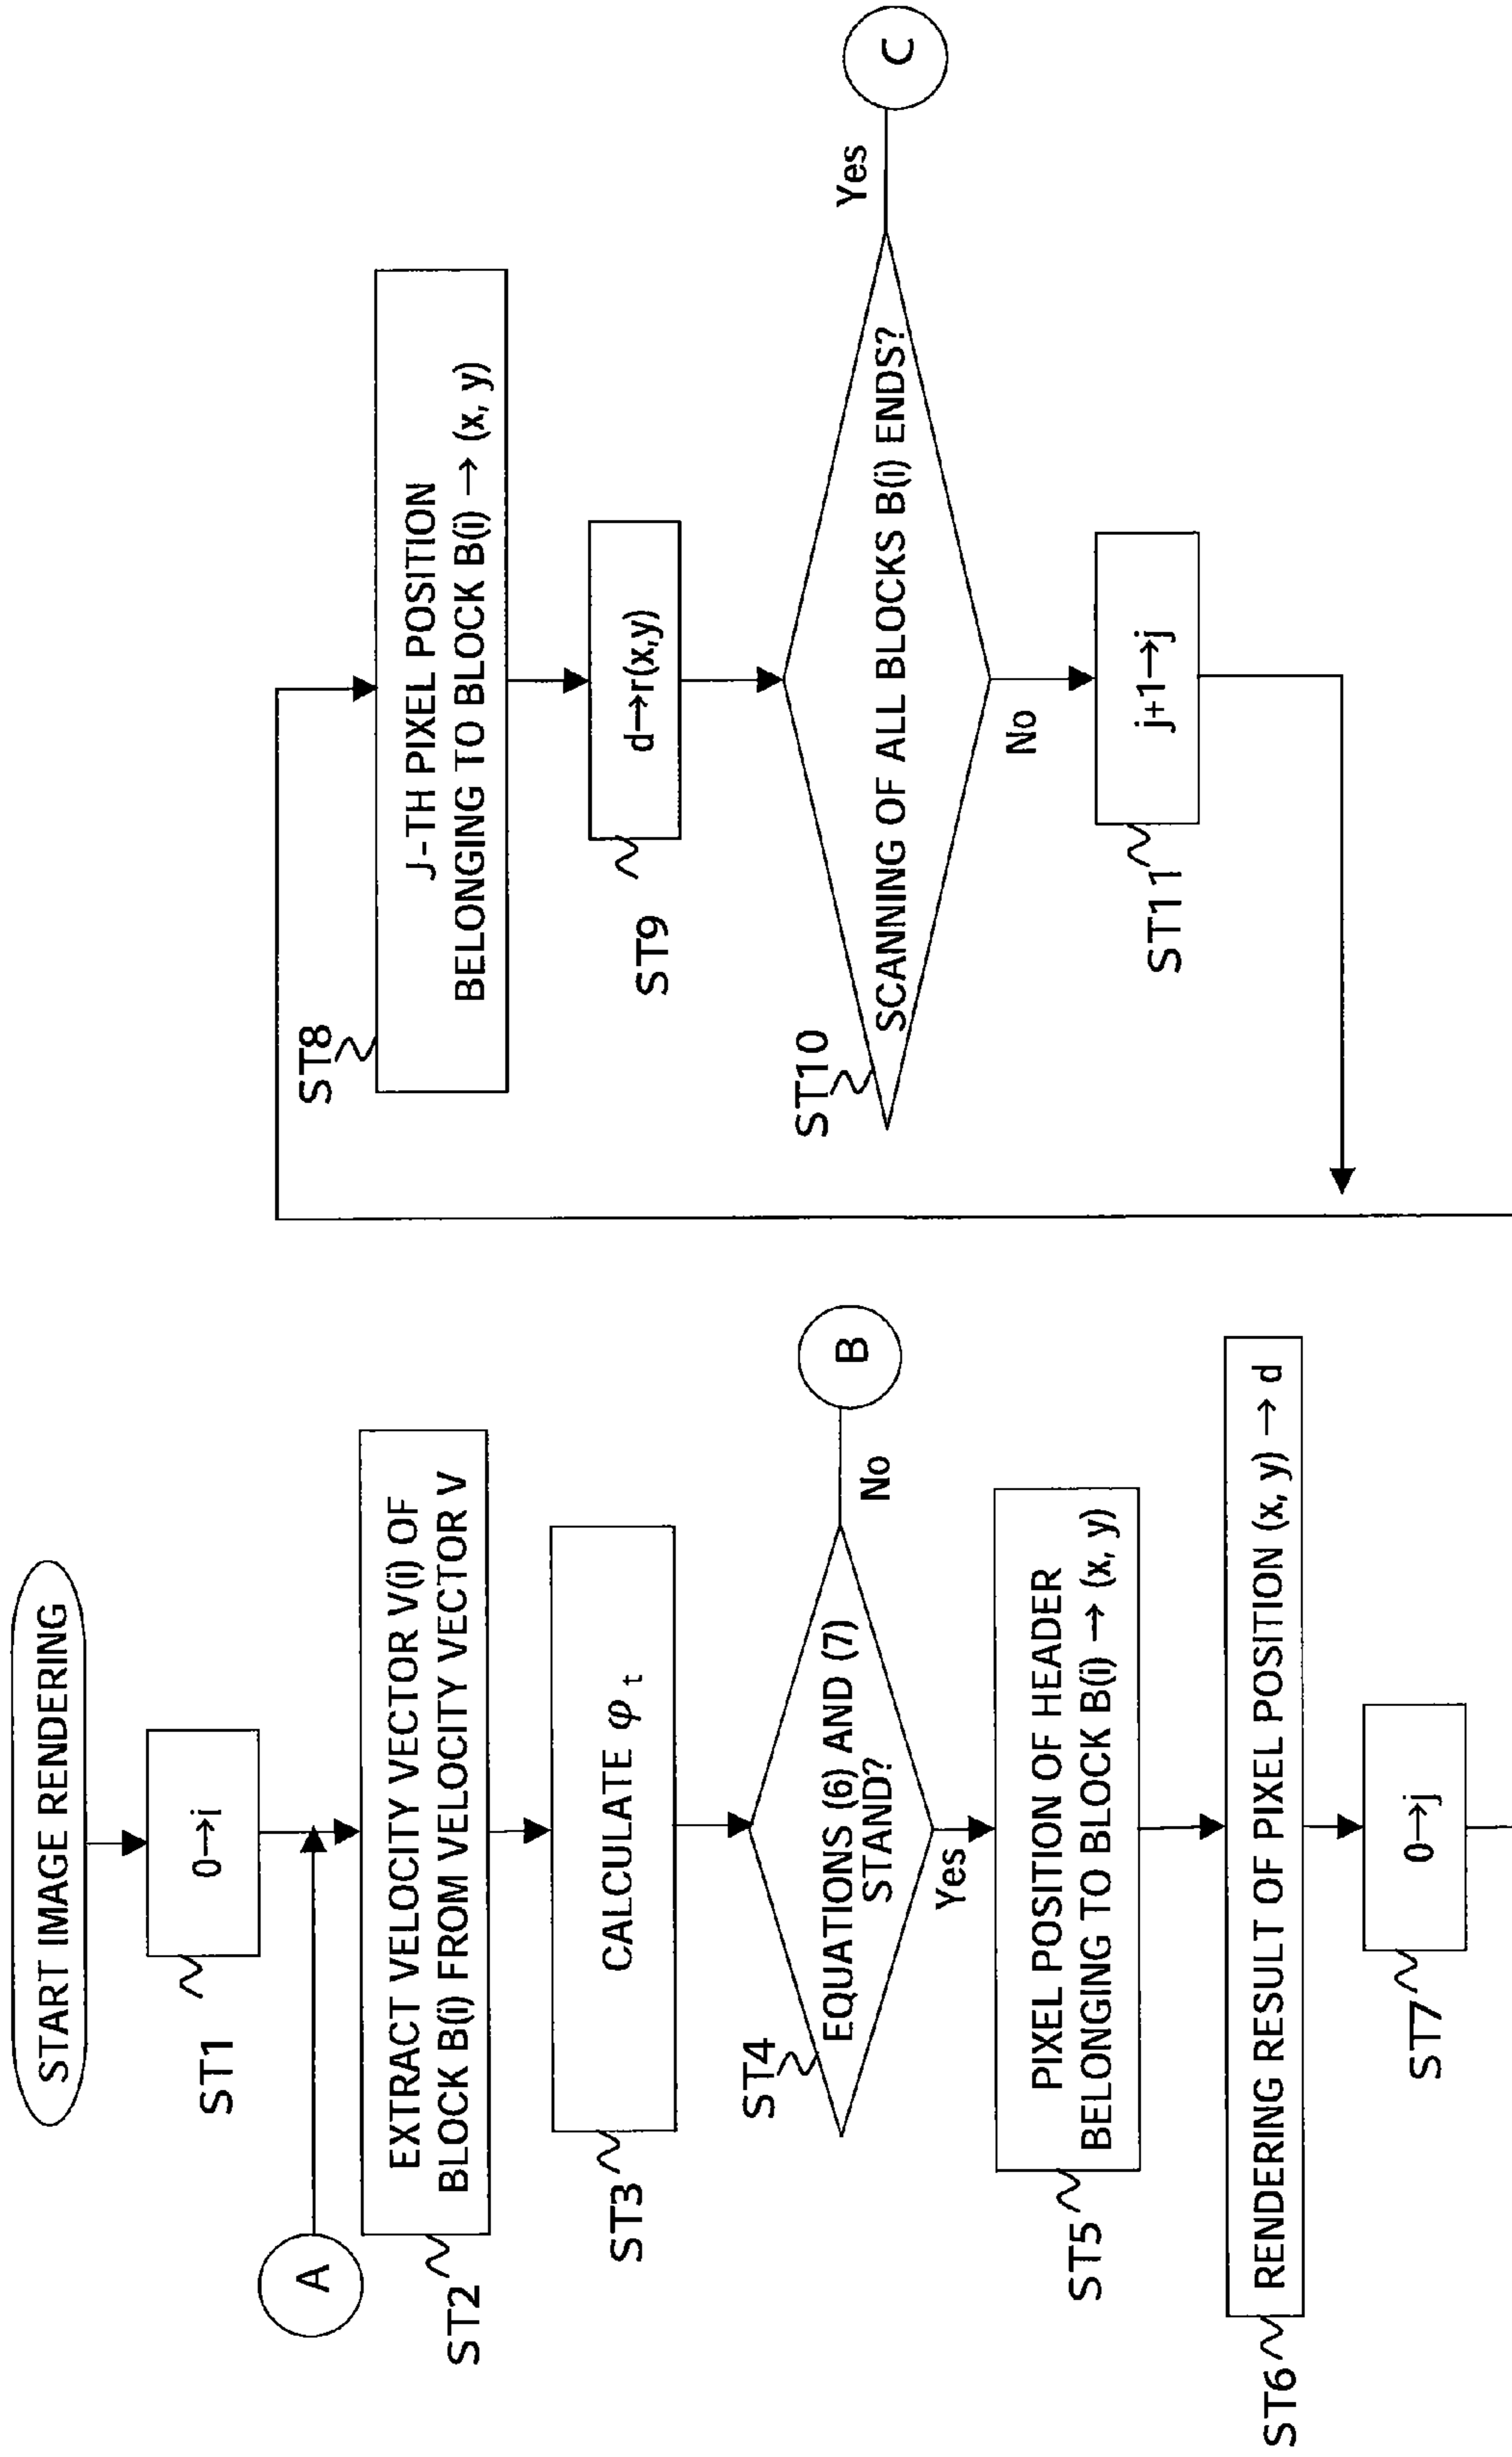 START IMAGE RENDERING
ST1
0→i
A
ST2
EXTRACT VELOCITY VECTOR V(i) OF
BLOCK B(i) FROM VELOCITY VECTOR V
ST3
CALCULATE φ t
ST4
EQUATIONS (6) AND (7)
STAND?
No
B
Yes
ST5
PIXEL POSITION OF HEADER
BELONGING TO BLOCK B(i) → (x, y)
ST6
RENDERING RESULT OF PIXEL POSITION (x, y) → d
ST7
0→j
ST8
J-TH PIXEL POSITION
BELONGING TO BLOCK B(i) → (x, y)
ST9
d→r(x,y)
ST10
SCANNING OF ALL BLOCKS B(i) ENDS?
Yes
C
No
ST11
j+1→j